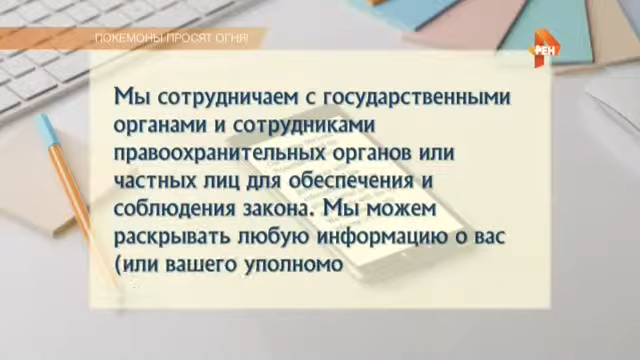 ПОКЕМОНЫ ПРОСЯТ ОГНЯ!
РЕН
Мы сотрудничаем с государственными
органами и сотрудниками
правоохранительных органов или
частных лиц для обеспечения и
соблюдения закона. Мы можем
раскрывать любую информацию о вас
(или вашего уполномо